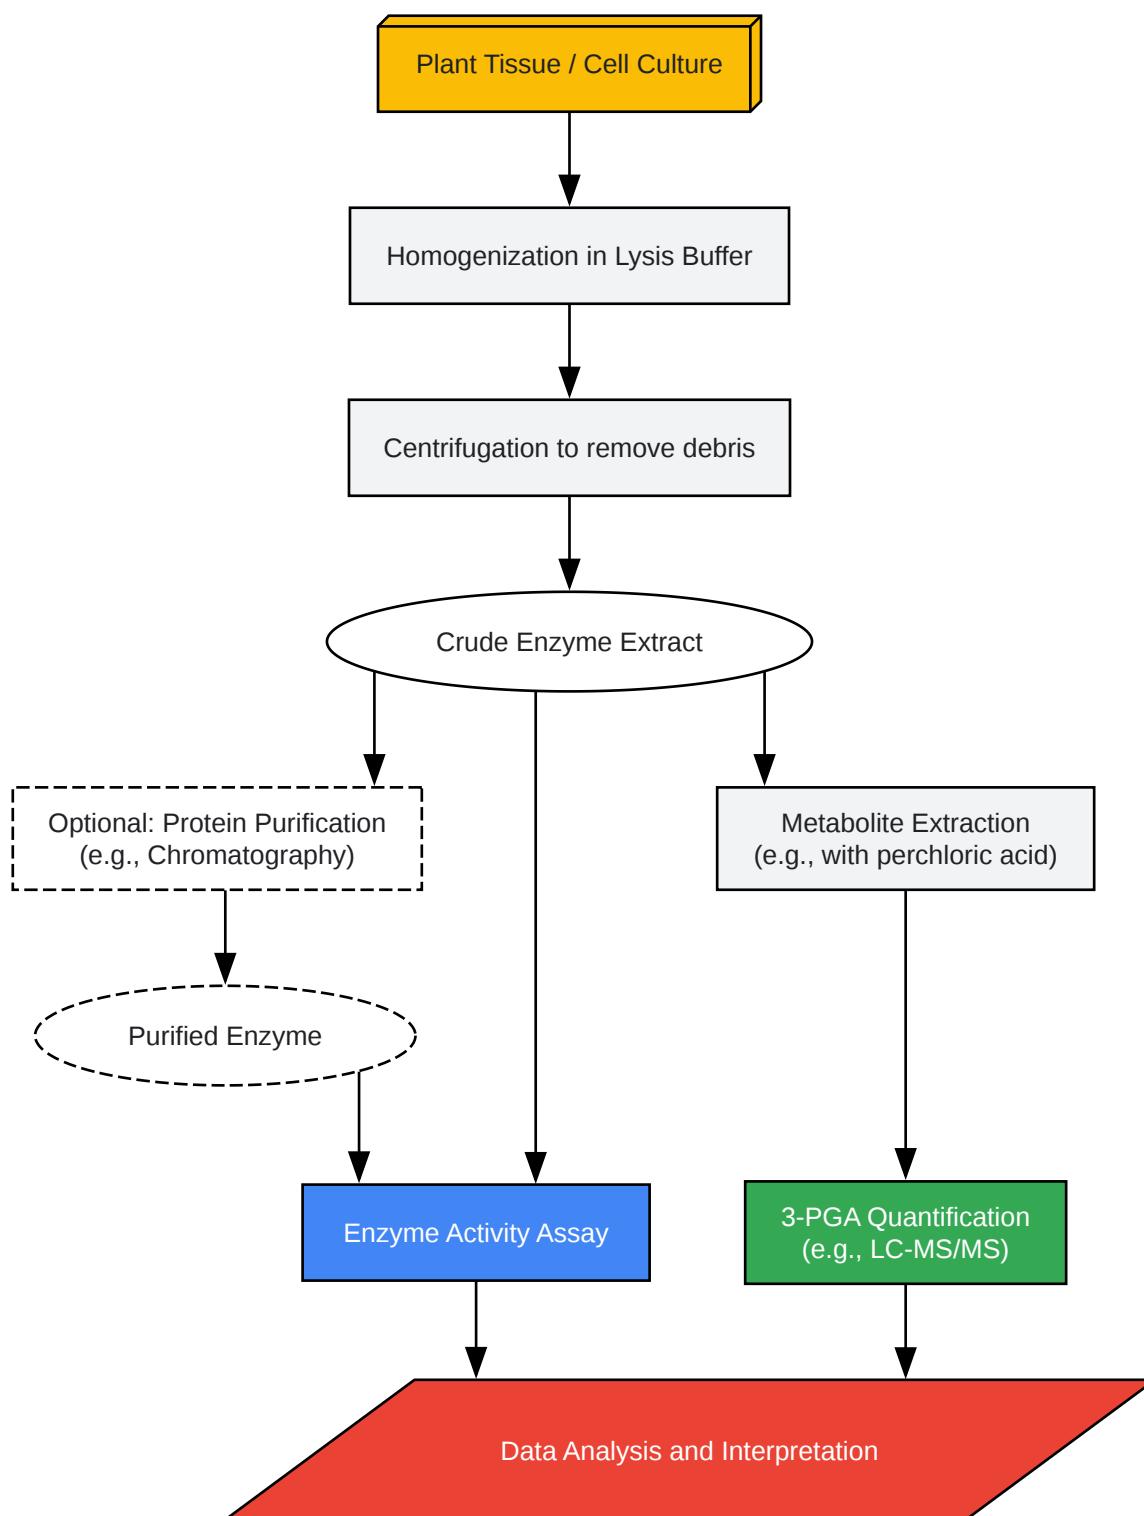 Plant Tissue / Cell Culture
Homogenization in Lysis Buffer
Centrifugation to remove debris
Crude Enzyme Extract
Optional: Protein Purification
(e.g., Chromatography)
Metabolite Extraction
(e.g., with perchloric acid)
Purified Enzyme
Enzyme Activity Assay
3-PGA Quantification
(e.g., LC-MS/MS)
Data Analysis and Interpretation